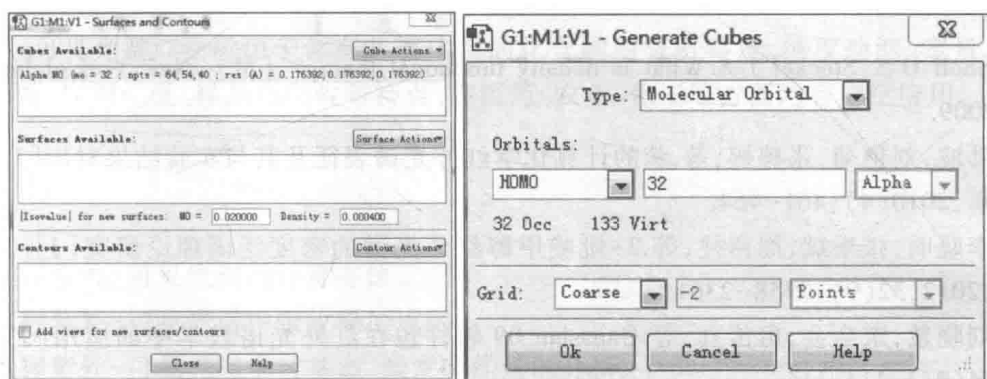 G1:M1:V1 - Surfaces and Contours
Cubes Available:
Cube Actions
Alpha MO (mo = 32 ; npts = 64,54,40 ; res (A) = 0.176392,0.176392,0.176392)
Surfaces Available:
Surface Actions
|Isovalue| for new surfaces: MO = 0.020000 Density = 0.000400
Contours Available:
Contour Actions
Add views for new surfaces/contours
Close Help
G1:M1:V1 - Generate Cubes
Type: Molecular Orbital
Orbitals:
HOMO 32 Alpha
32 Occ 133 Virt
Grid: Coarse -2 Points
Ok Cancel Help